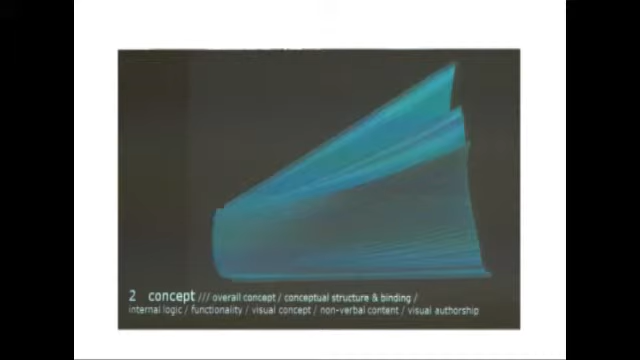 2 concept /// overall concept / conceptual structure & binding /
internal logic / functionality / visual concept / non-verbal content / visual authorship